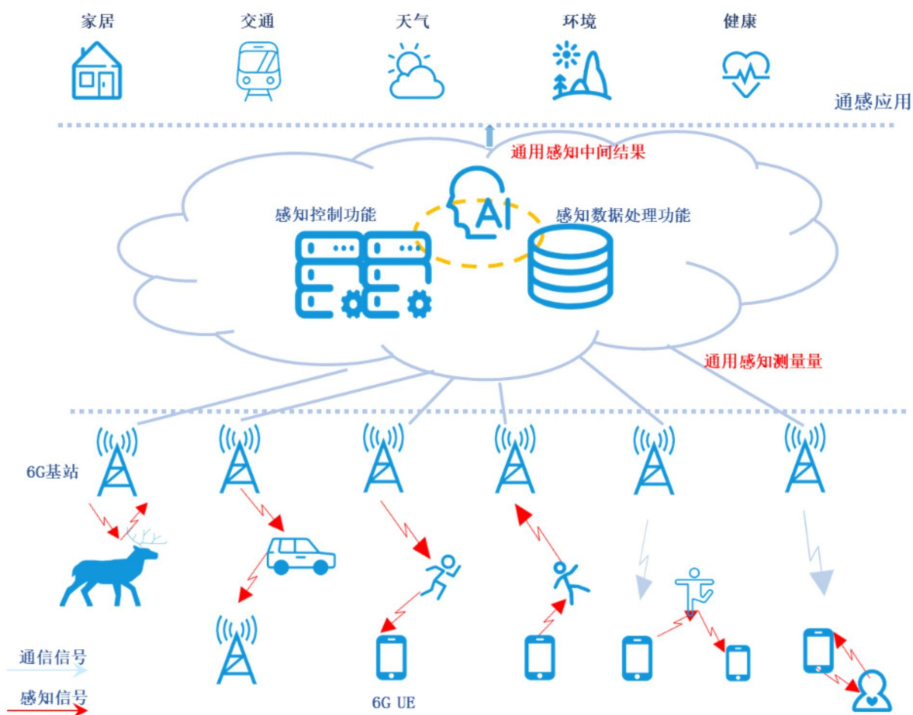 家居
交通
天气
环境
健康
通感应用
通用感知中间结果
感知控制功能
AI
感知数据处理功能
通用感知测量量
6G基站
通信信号
感知信号
6G UE